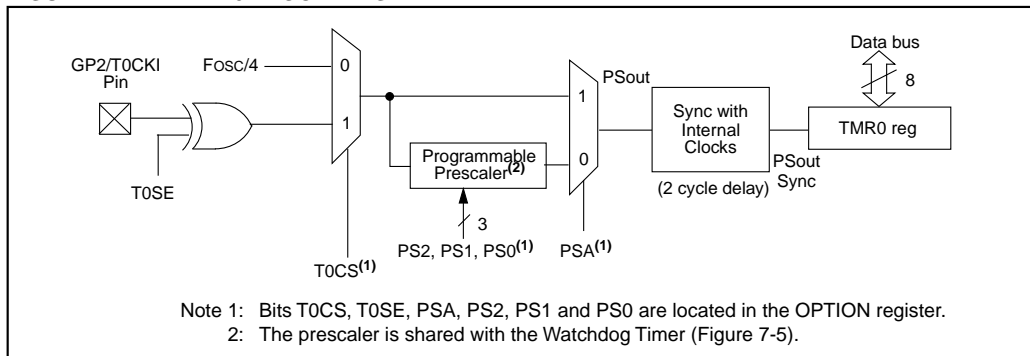 Data bus
GP2/T0CKI
Pin
FOSC/4
0
1
T0SE
T0CS(1)
Programmable
Prescaler(2)
3
PS2, PS1, PS0(1)
1
0
PSA(1)
PSout
Sync with
Internal
Clocks
(2 cycle delay)
PSout
Sync
8
TMR0 reg
Note 1: Bits T0CS, T0SE, PSA, PS2, PS1 and PS0 are located in the OPTION register.
2: The prescaler is shared with the Watchdog Timer (Figure 7-5).